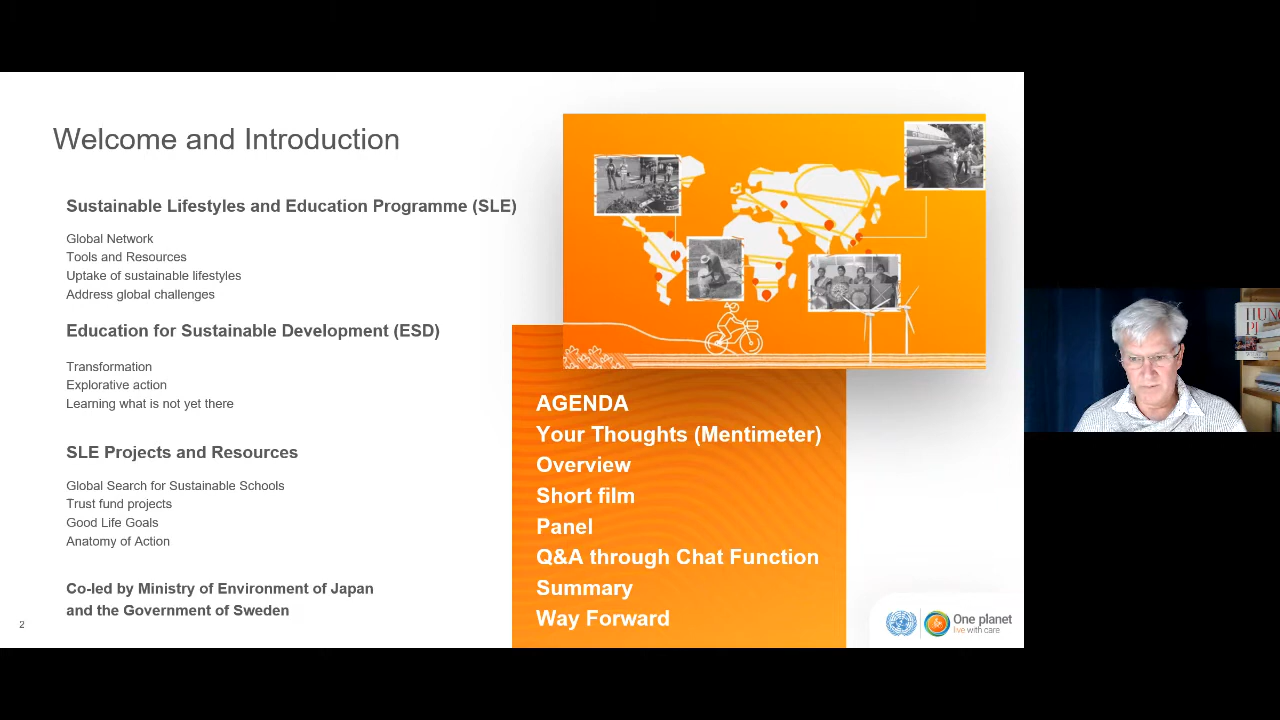 Welcome and Introduction
Sustainable Lifestyles and Education Programme (SLE)
Global Network
Tools and Resources
Uptake of sustainable lifestyles
Address global challenges
Education for Sustainable Development (ESD)
Transformation
Explorative action
Learning what is not yet there
SLE Projects and Resources
Global Search for Sustainable Schools
Trust fund projects
Good Life Goals
Anatomy of Action
Co-led by Ministry of Environment of Japan
and the Government of Sweden
2
AGENDA
Your Thoughts (Mentimeter)
Overview
Short film
Panel
Q&A through Chat Function
Summary
Way Forward
One planet
live with care